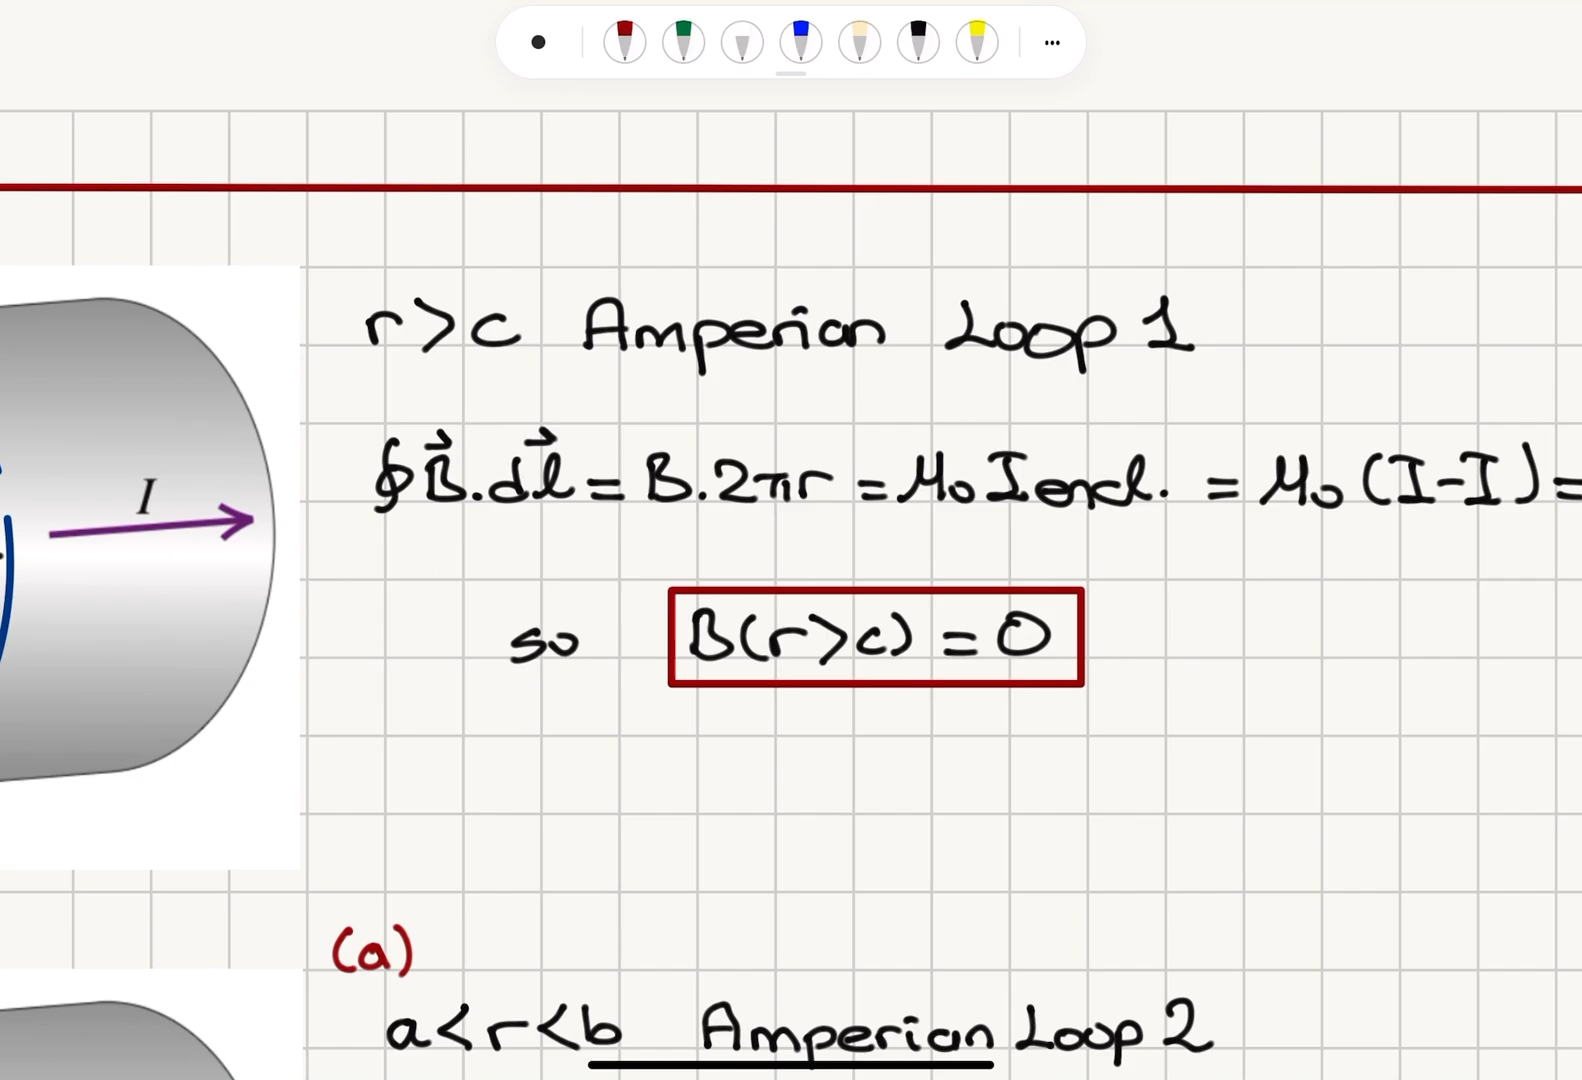 r>c Amperian Loop 1
I
∮B⃗.dl⃗ = B.2πr = μ₀Iencl. = μ₀(I-I)=
so B(r>c) = 0
(a)
a<r<b Amperian Loop 2